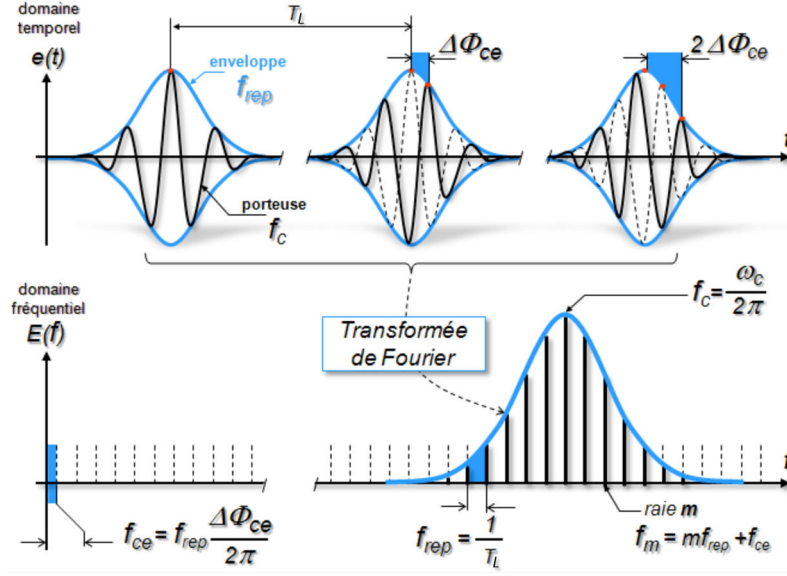 domaine
temporel
e(t)
T_L
ΔΦ_ce
2 ΔΦ_ce
enveloppe
f_rep
porteuse
f_c
t
domaine
fréquentiel
E(f)
f_c = ω_c / 2π
Transformée
de Fourier
f_ce = f_rep ΔΦ_ce / 2π
f_rep = 1 / T_L
raie m
f_m = m f_rep + f_ce